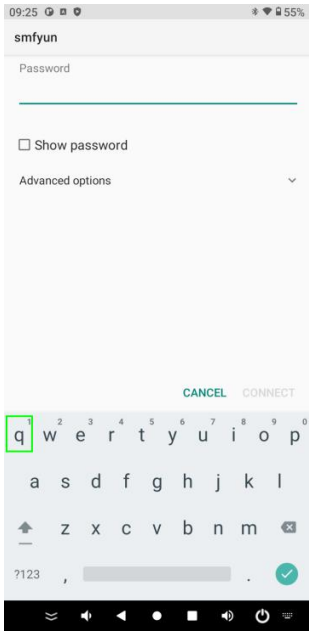 09:25 55%
smfyun
Password
Show password
Advanced options
CANCEL CONNECT
1 2 3 4 5 6 7 8 9 0
q w e r t y u i o p
a s d f g h j k l
z x c v b n m
?123 , .